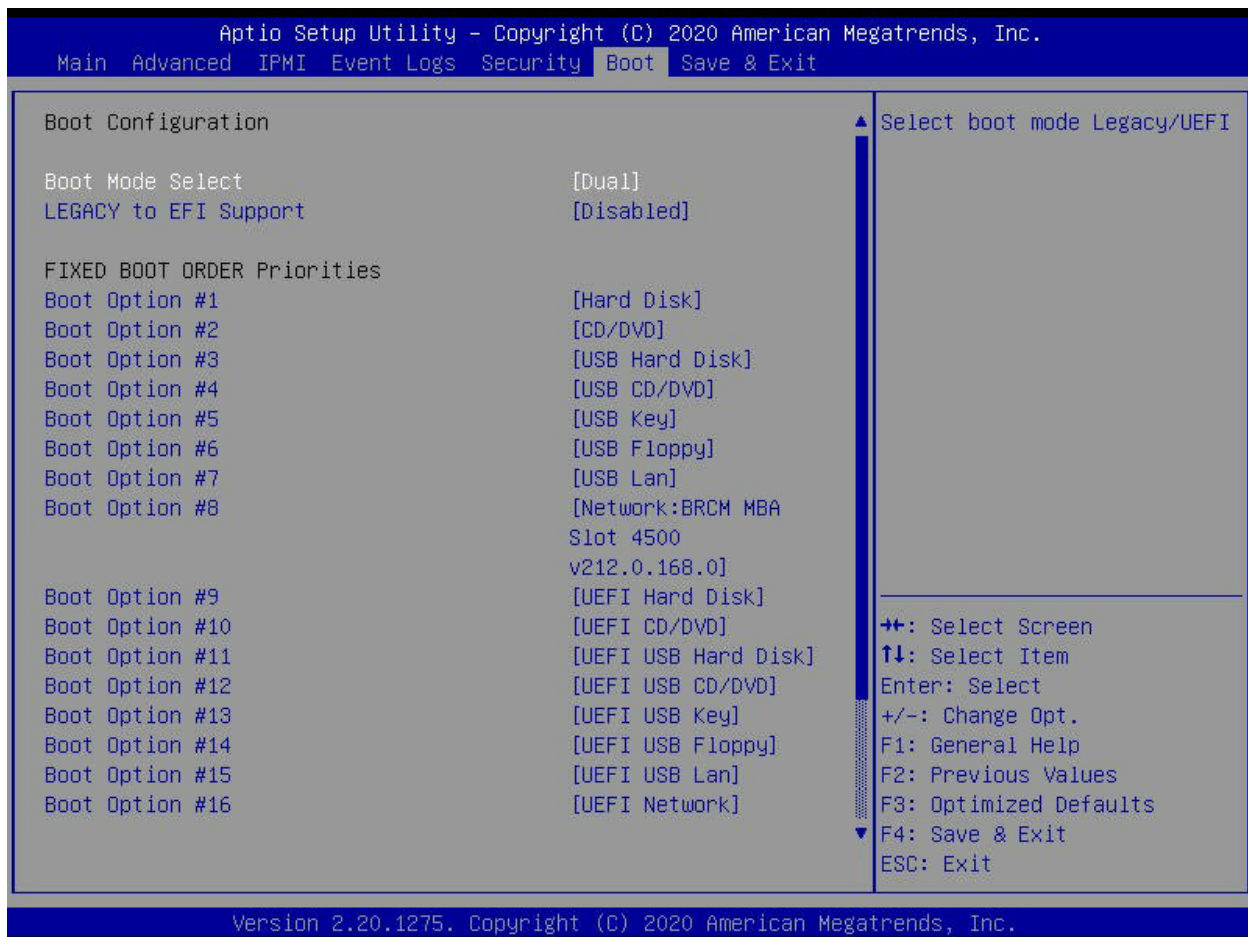 Aptio Setup Utility – Copyright (C) 2020 American Megatrends, Inc.
Main Advanced IPMI Event Logs Security Boot Save & Exit
Boot Configuration
Boot Mode Select [Dual]
LEGACY to EFI Support [Disabled]
FIXED BOOT ORDER Priorities
Boot Option #1 [Hard Disk]
Boot Option #2 [CD/DVD]
Boot Option #3 [USB Hard Disk]
Boot Option #4 [USB CD/DVD]
Boot Option #5 [USB Key]
Boot Option #6 [USB Floppy]
Boot Option #7 [USB Lan]
Boot Option #8 [Network:BRCM MBA
Slot 4500
v212.0.168.0]
Boot Option #9 [UEFI Hard Disk]
Boot Option #10 [UEFI CD/DVD]
Boot Option #11 [UEFI USB Hard Disk]
Boot Option #12 [UEFI USB CD/DVD]
Boot Option #13 [UEFI USB Key]
Boot Option #14 [UEFI USB Floppy]
Boot Option #15 [UEFI USB Lan]
Boot Option #16 [UEFI Network]
Select boot mode Legacy/UEFI
→←: Select Screen
↑↓: Select Item
Enter: Select
+/-: Change Opt.
F1: General Help
F2: Previous Values
F3: Optimized Defaults
F4: Save & Exit
ESC: Exit
Version 2.20.1275. Copyright (C) 2020 American Megatrends, Inc.